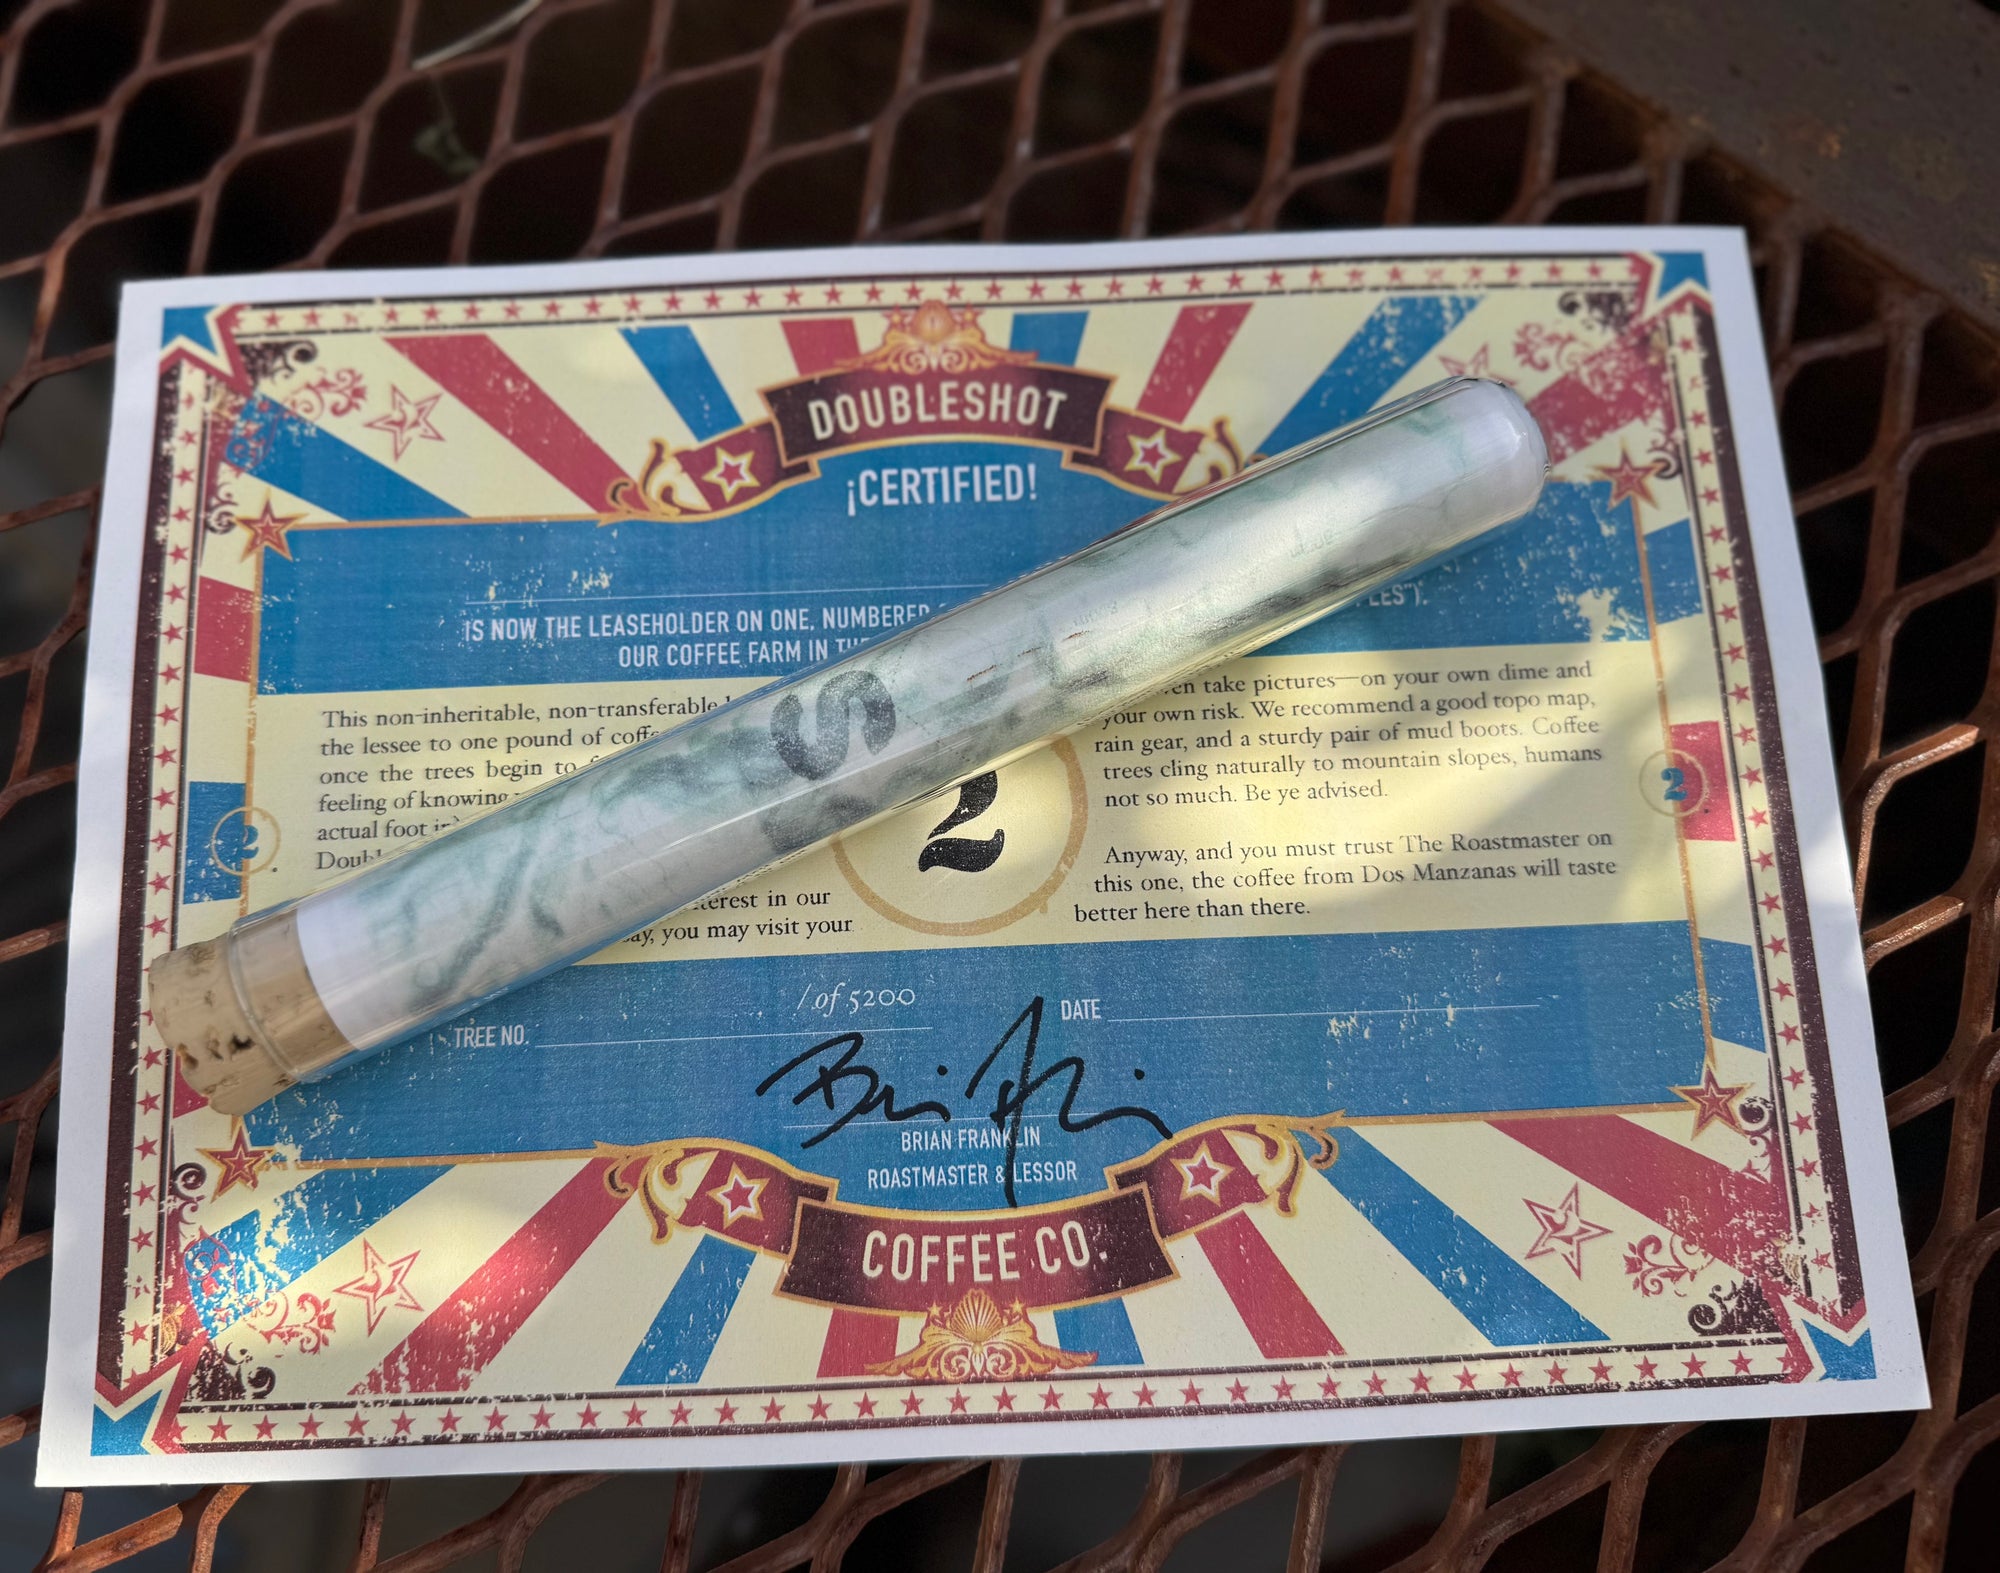 DOUBLESHOT
¡CERTIFIED!
IS NOW THE LEASEHOLDER ON ONE, NUMBERED
OUR COFFEE FARM IN
This non-inheritable, non-transferable
the lessee to one pound of
once the trees begin to
feeling of knowing
actual foot
take pictures—on your own dime and
your own risk. We recommend a good topo map,
rain gear, and a sturdy pair of mud boots. Coffee
trees cling naturally to mountain slopes, humans
not so much. Be ye advised.
Anyway, and you must trust The Roastmaster on
this one, the coffee from Dos Manzanas will taste
better here than there.
in our
you may visit your
2
2
2
S
/ of 5200
TREE NO.
DATE
BRIAN FRANKLIN
ROASTMASTER & LESSOR
COFFEE CO.